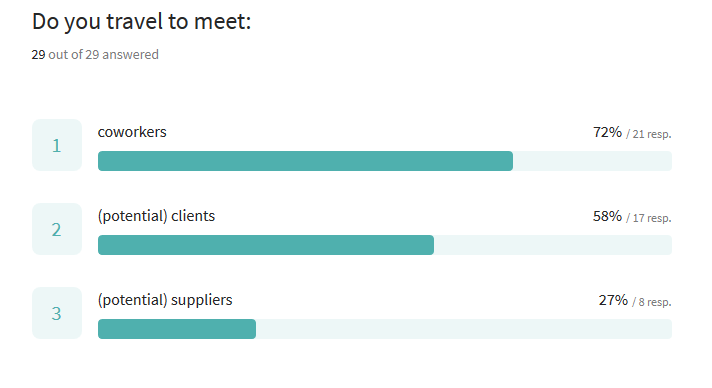 Do you travel to meet:
29 out of 29 answered
1
coworkers
72% / 21 resp.
2
(potential) clients
58% / 17 resp.
3
(potential) suppliers
27% / 8 resp.